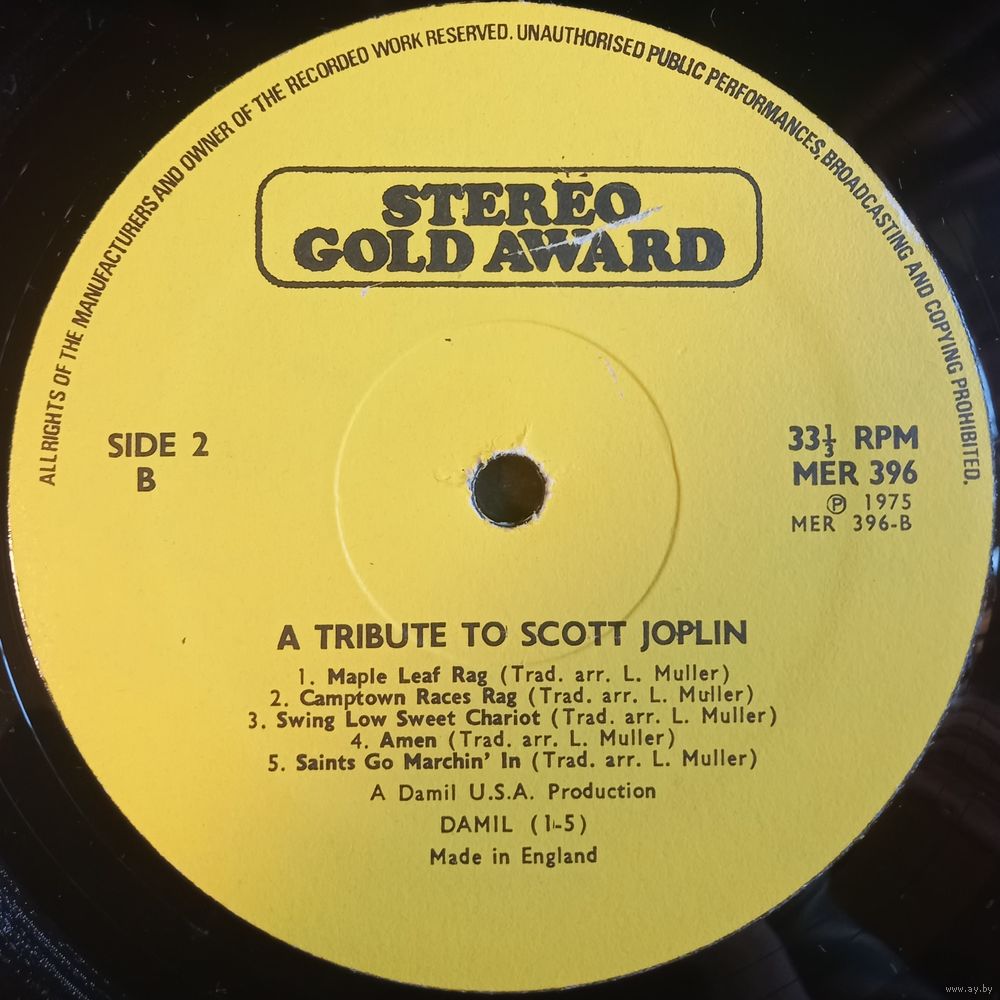 ALL RIGHTS OF THE MANUFACTURERS AND OWNER OF THE RECORDED WORK RESERVED. UNAUTHORISED PUBLIC PERFORMANCES, BROADCASTING AND COPYING PROHIBITED.
STEREO
GOLD AWARD
SIDE 2
B
33⅓ RPM
MER 396
Ⓟ 1975
MER 396-B
A TRIBUTE TO SCOTT JOPLIN
1. Maple Leaf Rag (Trad. arr. L. Muller)
2. Camptown Races Rag (Trad. arr. L. Muller)
3. Swing Low Sweet Chariot (Trad. arr. L. Muller)
4. Amen (Trad. arr. L. Muller)
5. Saints Go Marchin' In (Trad. arr. L. Muller)
A Damil U.S.A. Production
DAMIL (1-5)
Made in England
www.ay.by